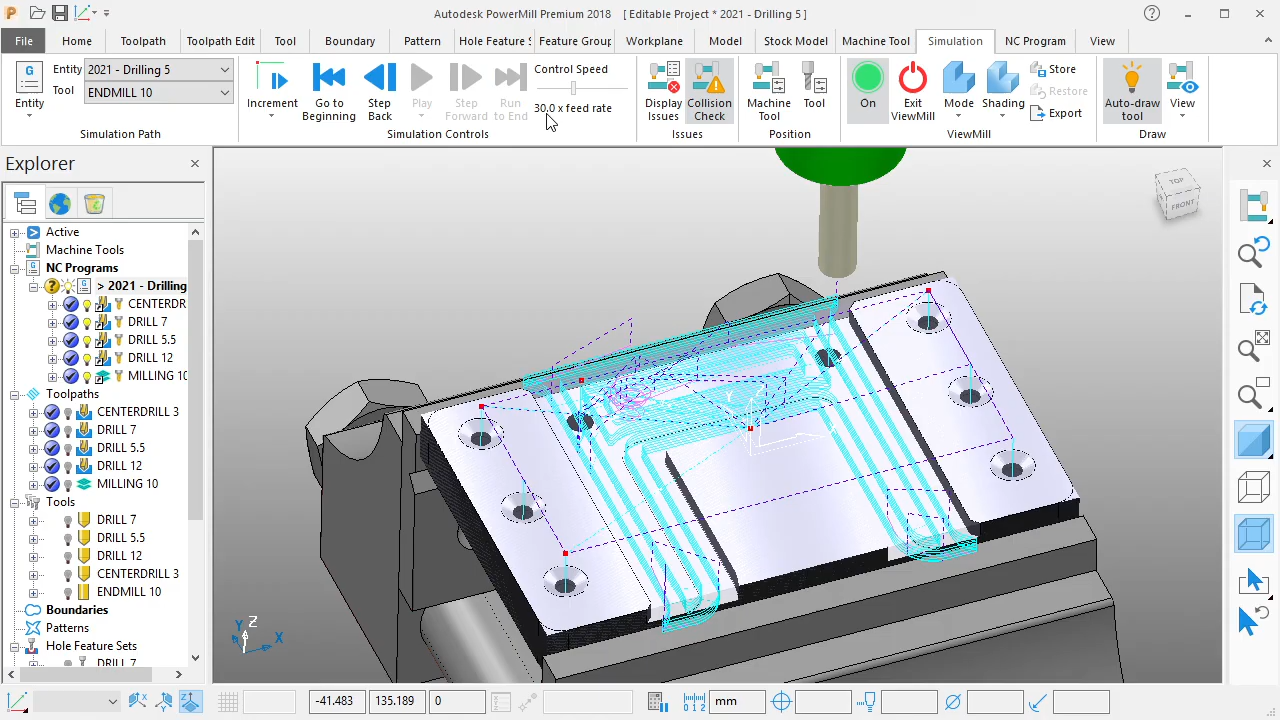 Autodesk PowerMill Premium 2018 [ Editable Project * 2021 - Drilling 5 ]
File Home Toolpath Toolpath Edit Tool Boundary Pattern Hole Feature S Feature Group Workplane Model Stock Model Machine Tool Simulation NC Program View
Entity
Entity 2021 - Drilling 5
Tool ENDMILL 10
Simulation Path
Increment
Go to Beginning
Step Back
Play
Step Forward
Run to End
Control Speed
30.0 x feed rate
Simulation Controls
Display Issues
Collision Check
Issues
Machine Tool
Tool
Position
On
Exit ViewMill
Mode
Shading
Store
Restore
Export
ViewMill
Auto-draw tool
View
Draw
Explorer
Active
Machine Tools
NC Programs
> 2021 - Drilling
CENTERDR
DRILL 7
DRILL 5.5
DRILL 12
MILLING 10
Toolpaths
CENTERDRILL 3
DRILL 7
DRILL 5.5
DRILL 12
MILLING 10
Tools
DRILL 7
DRILL 5.5
DRILL 12
CENTERDRILL 3
ENDMILL 10
Boundaries
Patterns
Hole Feature Sets
DRILL 7
TOP
FRONT
Z
Y
X
-41.483 135.189 0 mm